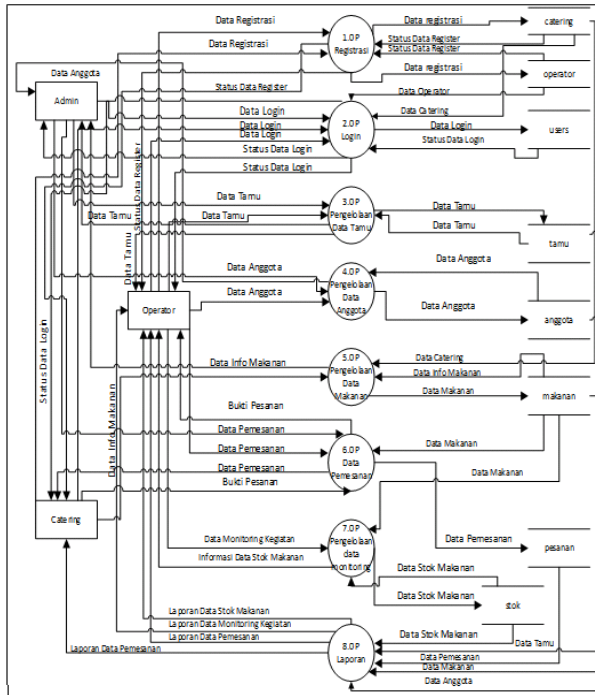 Data Registrasi
Data registrasi
catering
1.0P
Registrasi
Data Registrasi
Status Data Register
Status Data Register
Data Anggota
Data registrasi
operator
Status Data Register
Data Operator
Admin
Data Catering
Data Login
2.0P
Login
Data Login
users
Data Login
Data Login
Status Data Login
Status Data Login
Status Data Login
Status Data Register
Data Tamu
3.0P
Pengelolaan
Data Tamu
Data Tamu
Data Tamu
Data Tamu
Data Tamu
tamu
Data Tamu
Data Anggota
4.0P
Pengelolaan
Data
Anggota
Data Anggota
Operator
Data Anggota
Data Anggota
anggota
Status Data Login
Data Info Makanan
Data Info Makanan
5.0P
Pengelolaan
Data
Makanan
Data Catering
Data Info Makanan
Data Makanan
makanan
Bukti Pesanan
Data Pemesanan
6.0P
Data
Pemesanan
Data Pemesanan
Data Makanan
Data Pemesanan
Bukti Pesanan
Data Makanan
Catering
7.0P
Pengelolaan
data
monitoring
Data Monitoring Kegiatan
Data Pemesanan
pesanan
Informasi Data Stok Makanan
Data Stok Makanan
Data Stok Makanan
stok
Laporan Data Stok Makanan
Laporan Data Monitoring Kegiatan
Laporan Data Pemesanan
Laporan Data Pemesanan
8.0P
Laporan
Data Stok Makanan
Data Tamu
Data Pemesanan
Data Makanan
Data Anggota